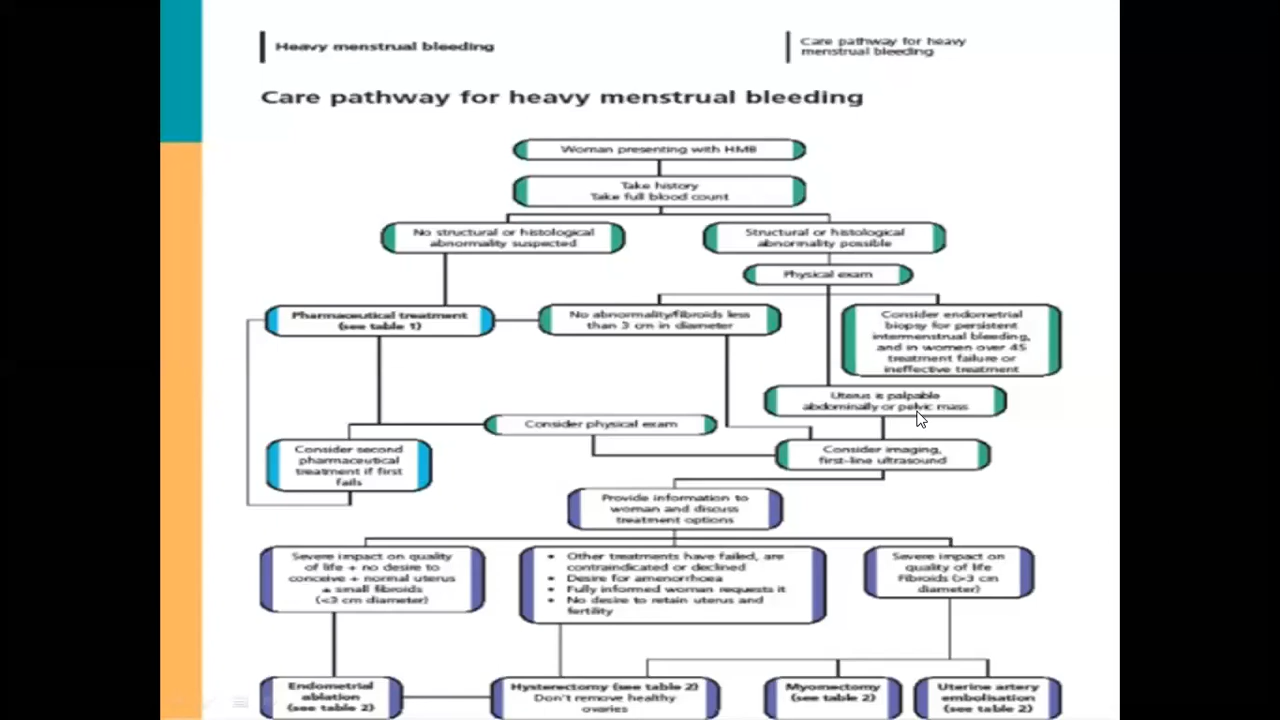 Heavy menstrual bleeding
Care pathway for heavy
menstrual bleeding
Care pathway for heavy menstrual bleeding
Woman presenting with HMB
Take history
Take full blood count
No structural or histological
abnormality suspected
Structural or histological
abnormality possible
Physical exam
Pharmaceutical treatment
(see table 1)
No abnormality/fibroids less
than 3 cm in diameter
Consider endometrial
biopsy for persistent
intermenstrual bleeding,
and in women over 45
treatment failure or
ineffective treatment
Uterus is palpable
abdominally or pelvic mass
Consider physical exam
Consider second
pharmaceutical
treatment if first
fails
Consider imaging,
first-line ultrasound
Provide information to
woman and discuss
treatment options
Severe impact on quality
of life + no desire to
conceive + normal uterus
± small fibroids
(<3 cm diameter)
• Other treatments have failed, are
contraindicated or declined
• Desire for amenorrhoea
• Fully informed woman requests it
• No desire to retain uterus and
fertility
Severe impact on
quality of life
Fibroids (>3 cm
diameter)
Endometrial
ablation
(see table 2)
Hysterectomy (see table 2)
Don't remove healthy
ovaries
Myomectomy
(see table 2)
Uterine artery
embolisation
(see table 2)